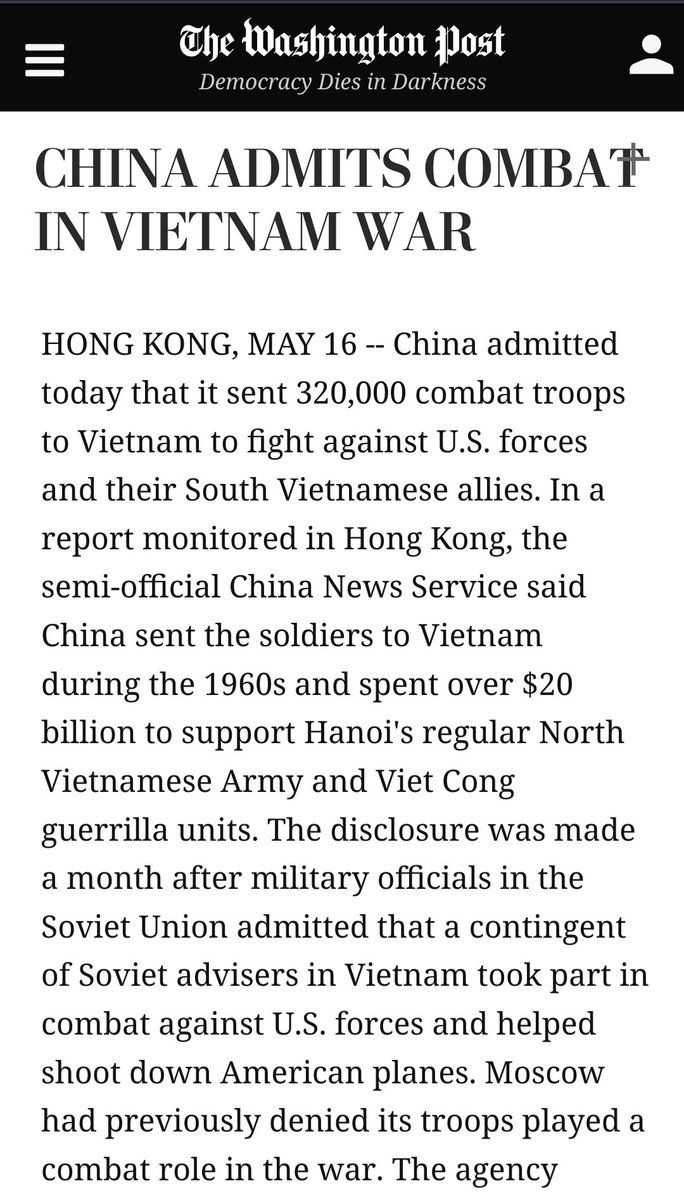 The Washington Post
Democracy Dies in Darkness
CHINA ADMITS COMBAT
IN VIETNAM WAR
HONG KONG, MAY 16 -- China admitted
today that it sent 320,000 combat troops
to Vietnam to fight against U.S. forces
and their South Vietnamese allies. In a
report monitored in Hong Kong, the
semi-official China News Service said
China sent the soldiers to Vietnam
during the 1960s and spent over $20
billion to support Hanoi's regular North
Vietnamese Army and Viet Cong
guerrilla units. The disclosure was made
a month after military officials in the
Soviet Union admitted that a contingent
of Soviet advisers in Vietnam took part in
combat against U.S. forces and helped
shoot down American planes. Moscow
had previously denied its troops played a
combat role in the war. The agency